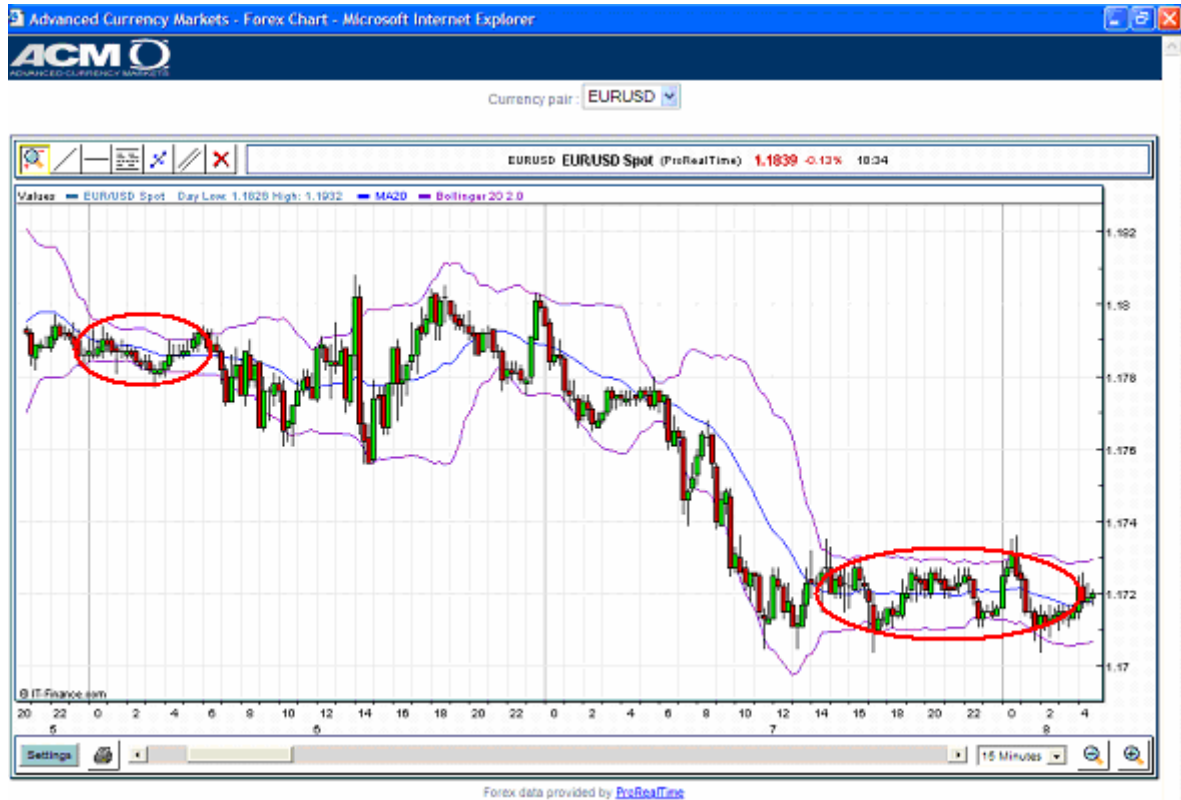 Advanced Currency Markets - Forex Chart - Microsoft Internet Explorer
ACM
ADVANCED CURRENCY MARKETS
Currency pair : EURUSD
EURUSD EUR/USD Spot (ProRealTime) 1.1839 -0.13% 18:34
Values EUR/USD Spot Day Low: 1.1828 High: 1.1932 MA20 Bollinger 20 2.0
1.182
1.18
1.178
1.176
1.174
1.172
1.17
© IT-Finance.com
20 22 0 2 4 6 8 10 12 14 16 18 20 22 0 2 4 6 8 10 12 14 16 18 20 22 0 2 4
5 6 7 8
Settings 15 Minutes
Forex data provided by ProRealTime